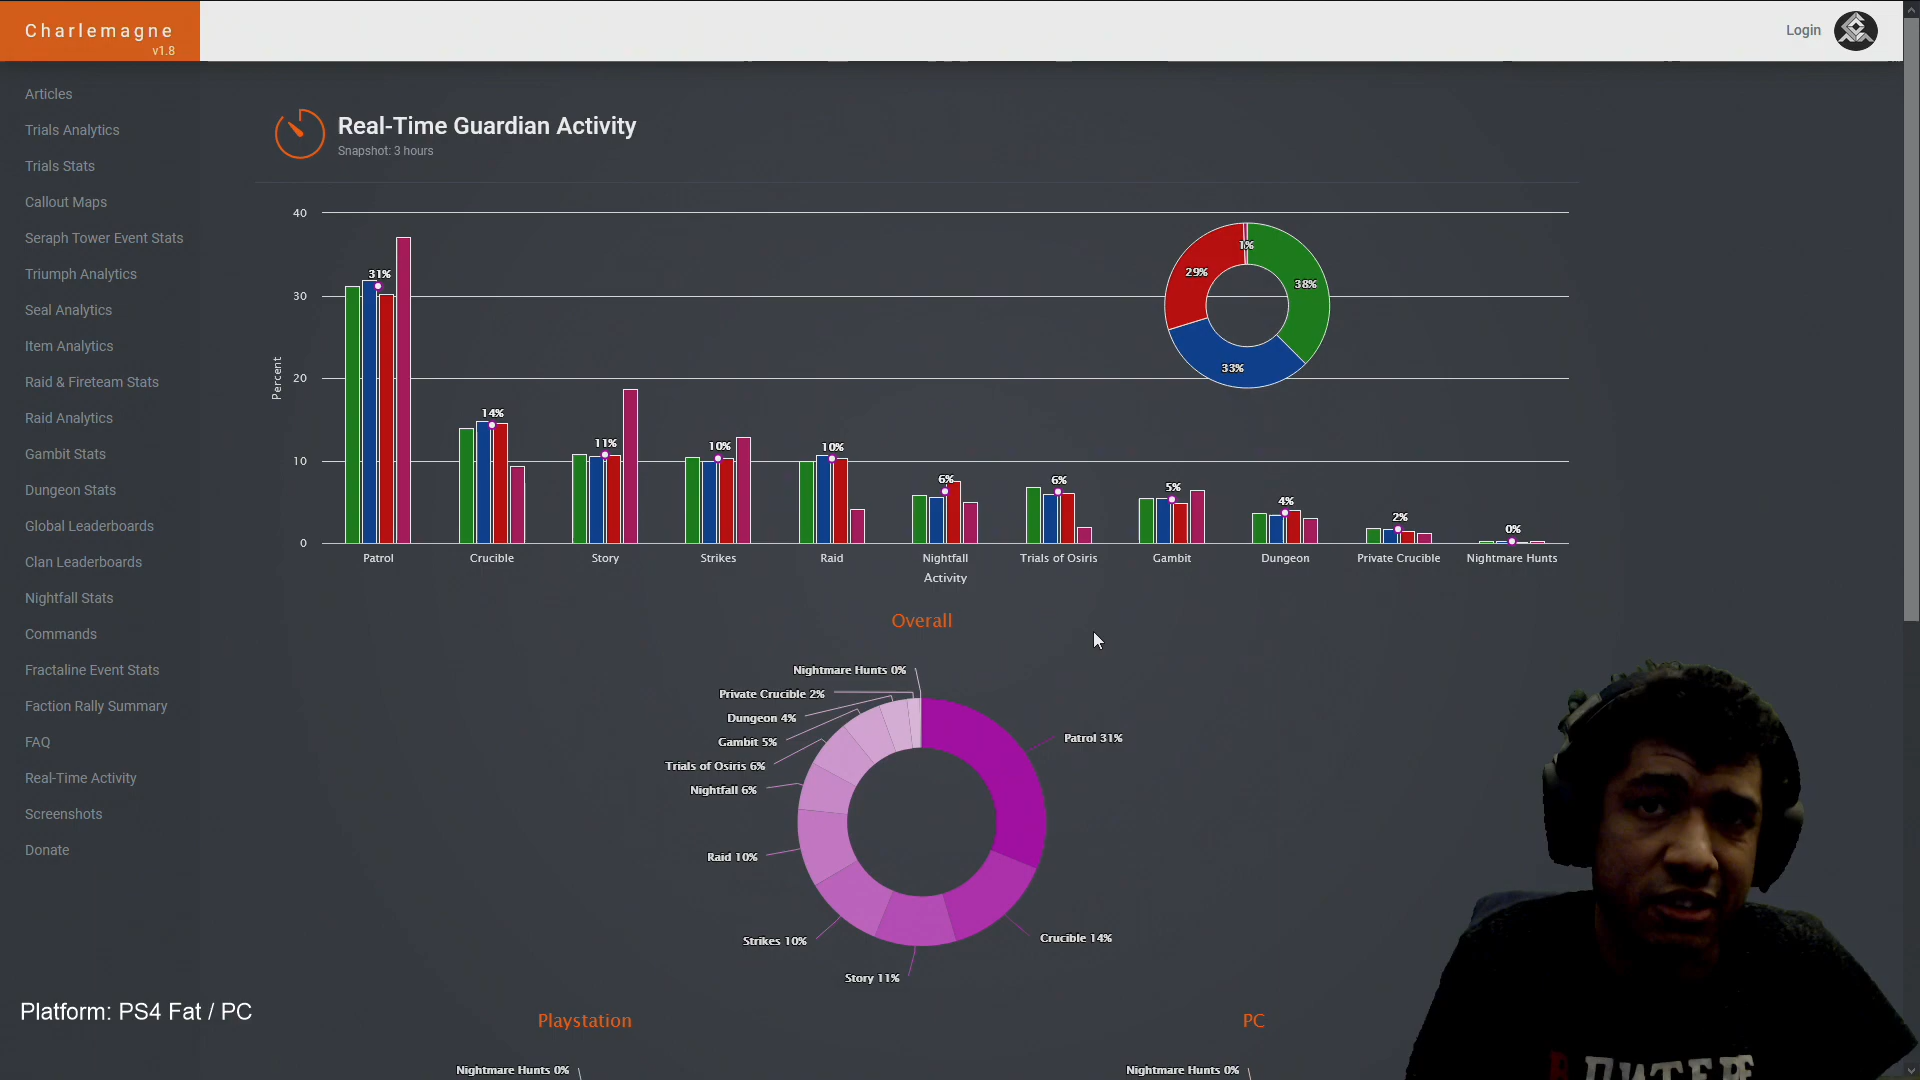 Charlemagne
v1.8
Login
Articles
Trials Analytics
Trials Stats
Callout Maps
Seraph Tower Event Stats
Triumph Analytics
Seal Analytics
Item Analytics
Raid & Fireteam Stats
Raid Analytics
Gambit Stats
Dungeon Stats
Global Leaderboards
Clan Leaderboards
Nightfall Stats
Commands
Fractaline Event Stats
Faction Rally Summary
FAQ
Real-Time Activity
Screenshots
Donate
Real-Time Guardian Activity
Snapshot: 3 hours
40
30
20
10
0
Percent
31%
14%
11%
10%
10%
6%
6%
5%
4%
2%
0%
Patrol
Crucible
Story
Strikes
Raid
Nightfall
Trials of Osiris
Gambit
Dungeon
Private Crucible
Nightmare Hunts
Activity
1%
29%
38%
33%
Overall
Nightmare Hunts 0%
Private Crucible 2%
Dungeon 4%
Gambit 5%
Trials of Osiris 6%
Nightfall 6%
Raid 10%
Strikes 10%
Story 11%
Patrol 31%
Crucible 14%
Playstation
PC
Nightmare Hunts 0%
Nightmare Hunts 0%
Platform: PS4 Fat / PC